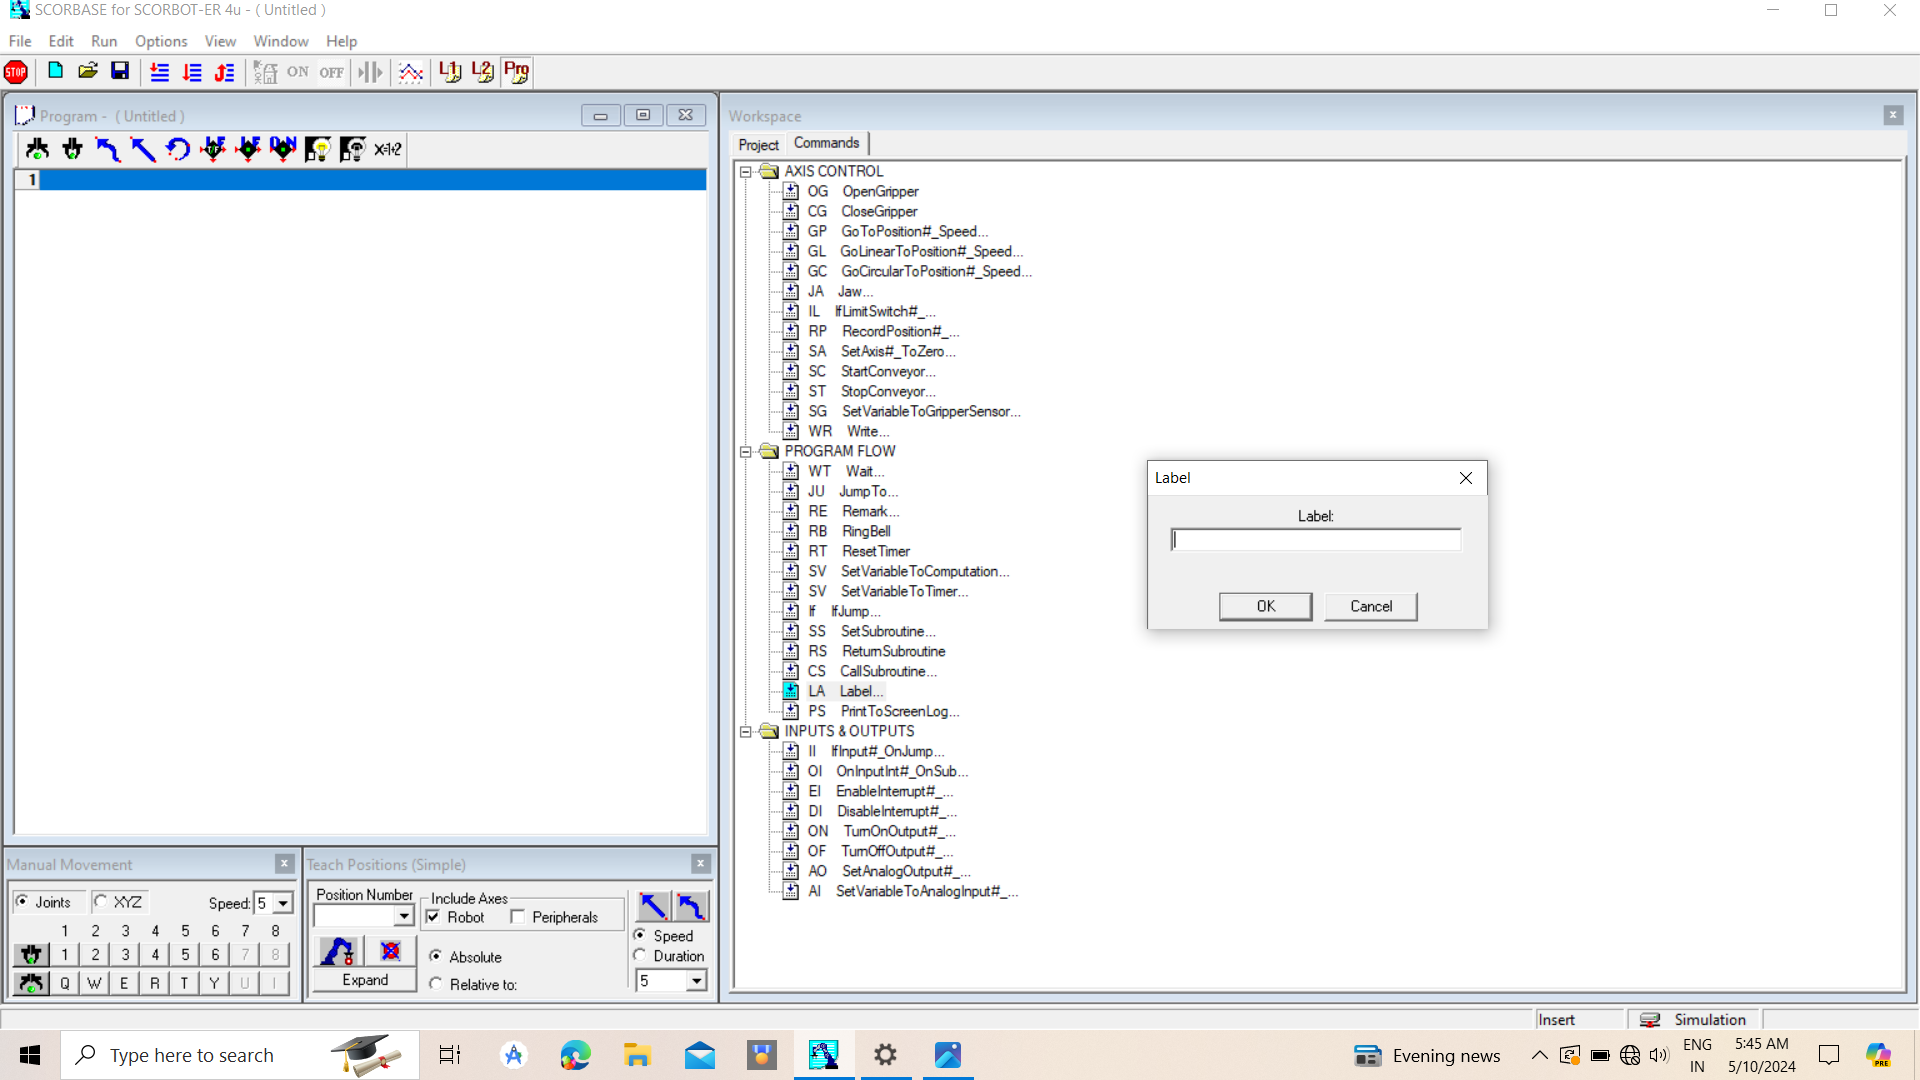 SCORBASE for SCORBOT-ER 4u - ( Untitled )
File Edit Run Options View Window Help
STOP ON OFF L1 L2 Prg
Program - ( Untitled )
X=1+2
1
Manual Movement
Joints XYZ Speed: 5
1 2 3 4 5 6 7 8
1 2 3 4 5 6 7 8
Q W E R T Y U I
Teach Positions (Simple)
Position Number
Include Axes
Robot Peripherals
Expand
Absolute
Relative to:
Speed
Duration
5
Workspace
Project Commands
AXIS CONTROL
OG OpenGripper
CG CloseGripper
GP GoToPosition#_Speed...
GL GoLinearToPosition#_Speed...
GC GoCircularToPosition#_Speed...
JA Jaw...
IL IfLimitSwitch#_...
RP RecordPosition#_...
SA SetAxis#_ToZero...
SC StartConveyor...
ST StopConveyor...
SG SetVariableToGripperSensor...
WR Write...
PROGRAM FLOW
WT Wait...
JU JumpTo...
RE Remark...
RB RingBell
RT ResetTimer
SV SetVariableToComputation...
SV SetVariableToTimer...
If IfJump...
SS SetSubroutine...
RS ReturnSubroutine
CS CallSubroutine...
LA Label...
PS PrintToScreenLog...
INPUTS & OUTPUTS
II IfInput#_OnJump...
OI OnInputInt#_OnSub...
EI EnableInterrupt#_...
DI DisableInterrupt#_...
ON TurnOnOutput#_...
OF TurnOffOutput#_...
AO SetAnalogOutput#_...
AI SetVariableToAnalogInput#_...
Label
Label:
OK Cancel
Insert Simulation
Type here to search
Evening news
ENG
IN
5:45 AM
5/10/2024
PRE